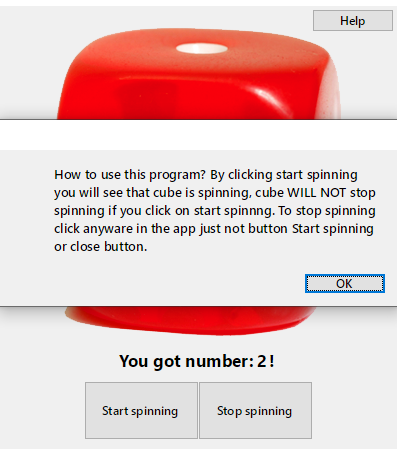 Help
How to use this program? By clicking start spinning
you will see that cube is spinning, cube WILL NOT stop
spinning if you click on start spinnng. To stop spinning
click anyware in the app just not button Start spinning
or close button.
OK
You got number: 2!
Start spinning
Stop spinning